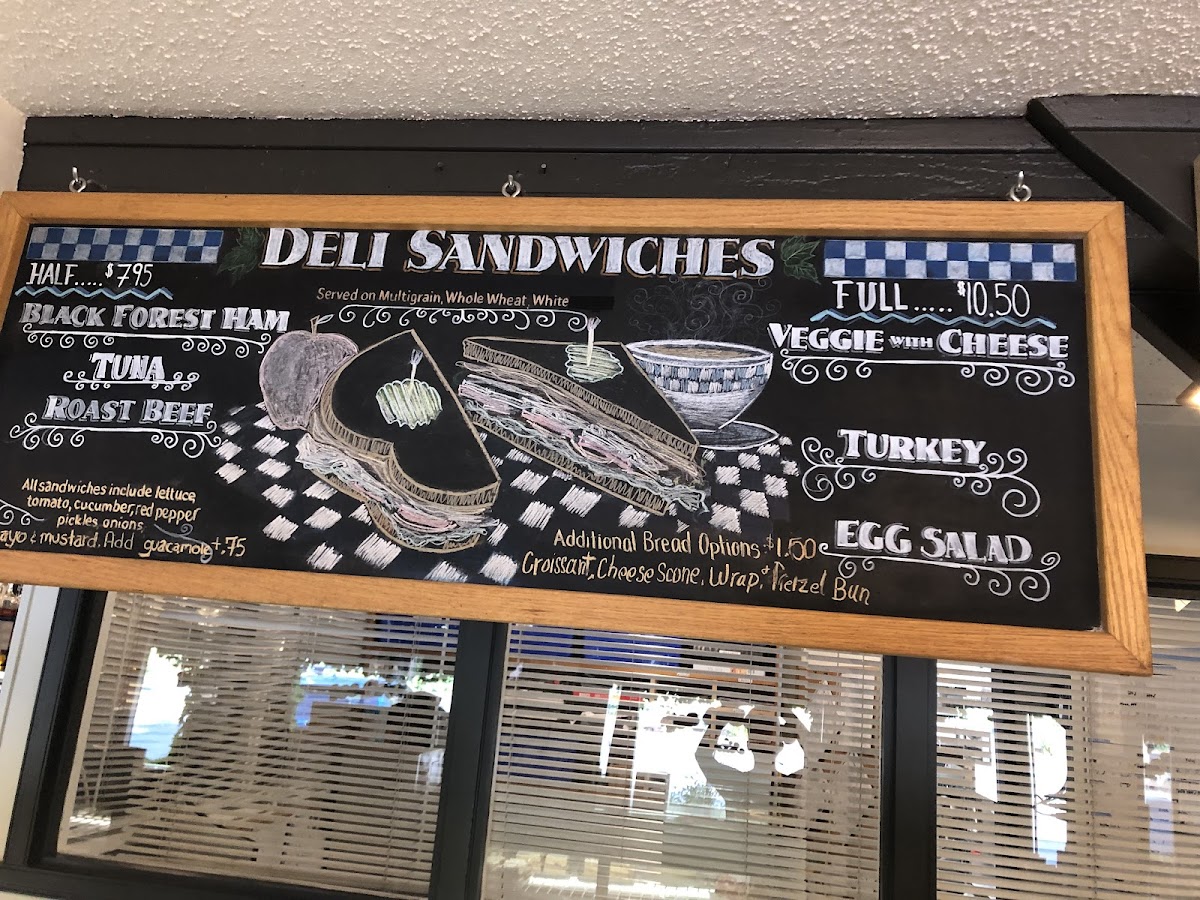 DELI SANDWICHES
HALF..... $7.95
FULL ..... $10.50
Served on Multigrain, Whole Wheat, White
BLACK FOREST HAM
TUNA
ROAST BEEF
VEGGIE WITH CHEESE
TURKEY
EGG SALAD
All sandwiches include lettuce,
tomato, cucumber, red pepper
pickles, onions
ayo & mustard. Add guacamole +.75
Additional Bread Options $1.50
Croissant, Cheese Scone, Wrap, + Pretzel Bun